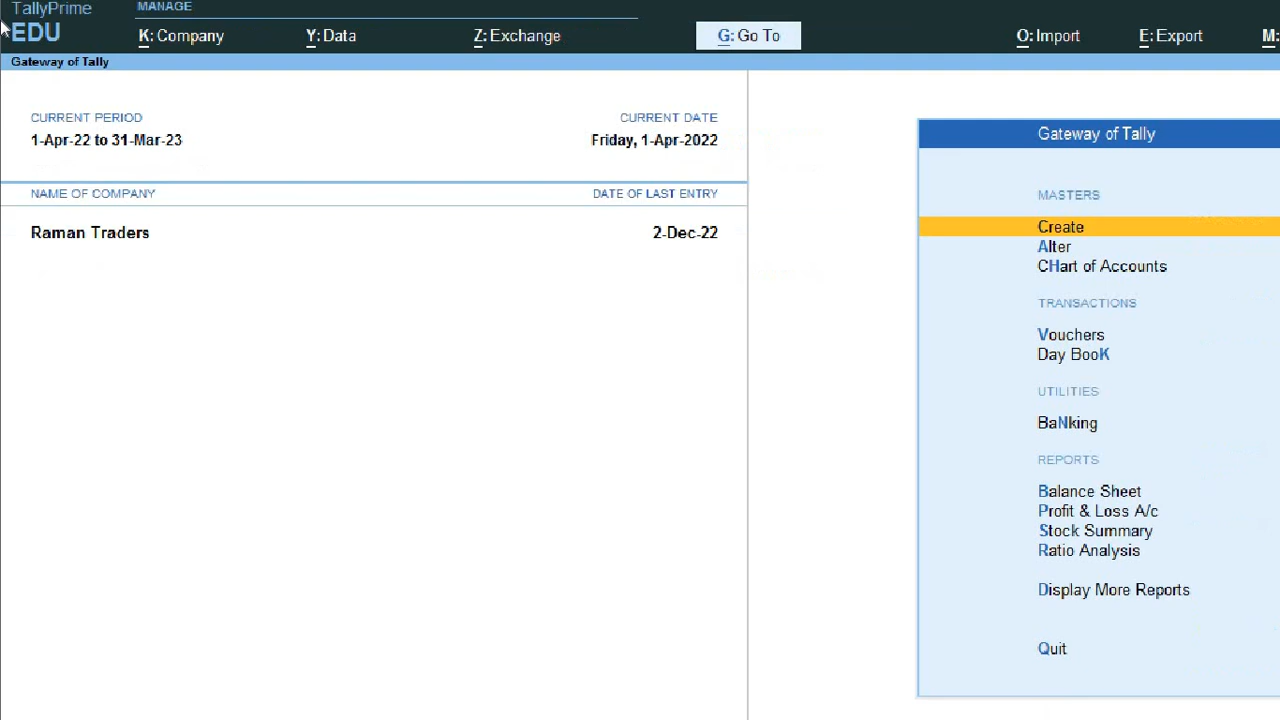 TallyPrime
MANAGE
EDU
K: Company
Y: Data
Z: Exchange
G: Go To
O: Import
E: Export
M:
Gateway of Tally
CURRENT PERIOD
CURRENT DATE
1-Apr-22 to 31-Mar-23
Friday, 1-Apr-2022
NAME OF COMPANY
DATE OF LAST ENTRY
Raman Traders
2-Dec-22
Gateway of Tally
MASTERS
Create
Alter
CHart of Accounts
TRANSACTIONS
Vouchers
Day BooK
UTILITIES
BaNking
REPORTS
Balance Sheet
Profit & Loss A/c
Stock Summary
Ratio Analysis
Display More Reports
Quit